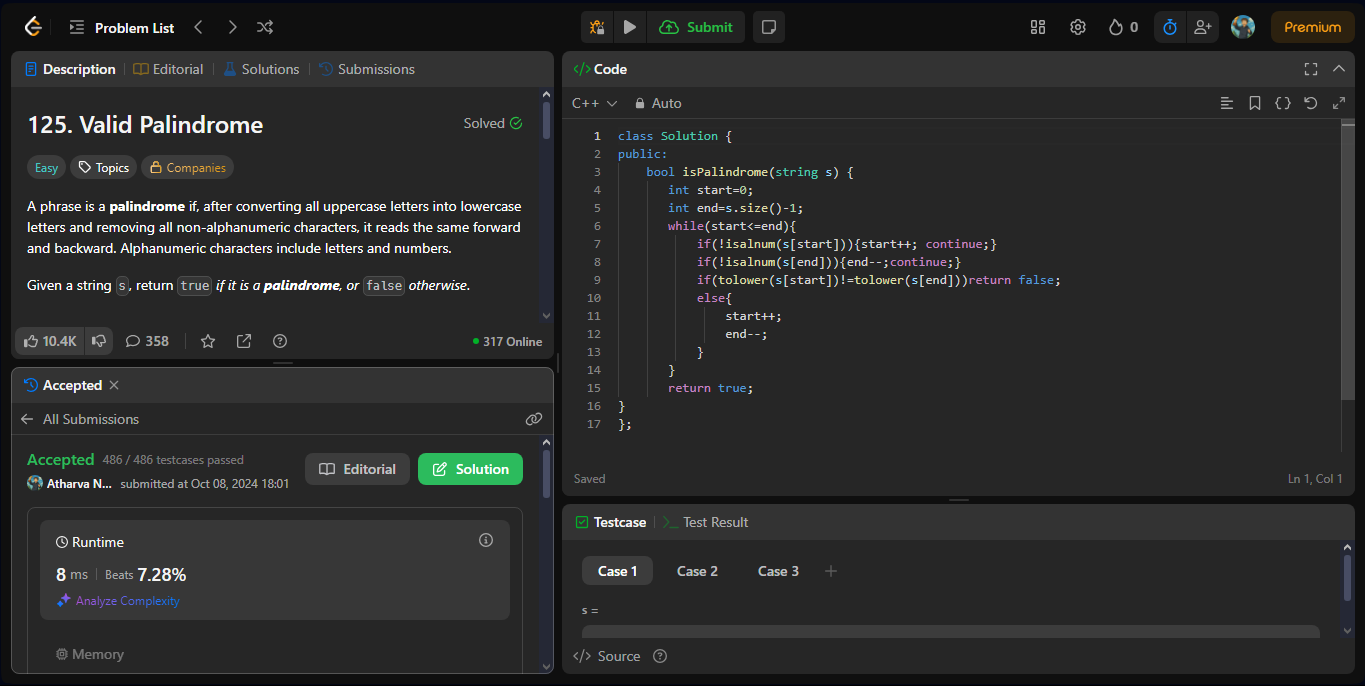 Problem List
Submit
0
Premium
Description
Editorial
Solutions
Submissions
125. Valid Palindrome
Solved
Easy
Topics
Companies
A phrase is a palindrome if, after converting all uppercase letters into lowercase
letters and removing all non-alphanumeric characters, it reads the same forward
and backward. Alphanumeric characters include letters and numbers.
Given a string s, return true if it is a palindrome, or false otherwise.
10.4K
358
317 Online
Accepted
All Submissions
Accepted 486 / 486 testcases passed
Atharva N... submitted at Oct 08, 2024 18:01
Editorial
Solution
Runtime
8 ms Beats 7.28%
Analyze Complexity
Memory
</> Code
C++ Auto
1 class Solution {
2 public:
3     bool isPalindrome(string s) {
4        int start=0;
5        int end=s.size()-1;
6        while(start<=end){
7            if(!isalnum(s[start])){start++; continue;}
8            if(!isalnum(s[end])){end--;continue;}
9            if(tolower(s[start])!=tolower(s[end]))return false;
10            else{
11                start++;
12                end--;
13            }
14        }
15        return true;
16 }
17 };
Saved
Ln 1, Col 1
Testcase
>_ Test Result
Case 1
Case 2
Case 3
+
s =
</> Source